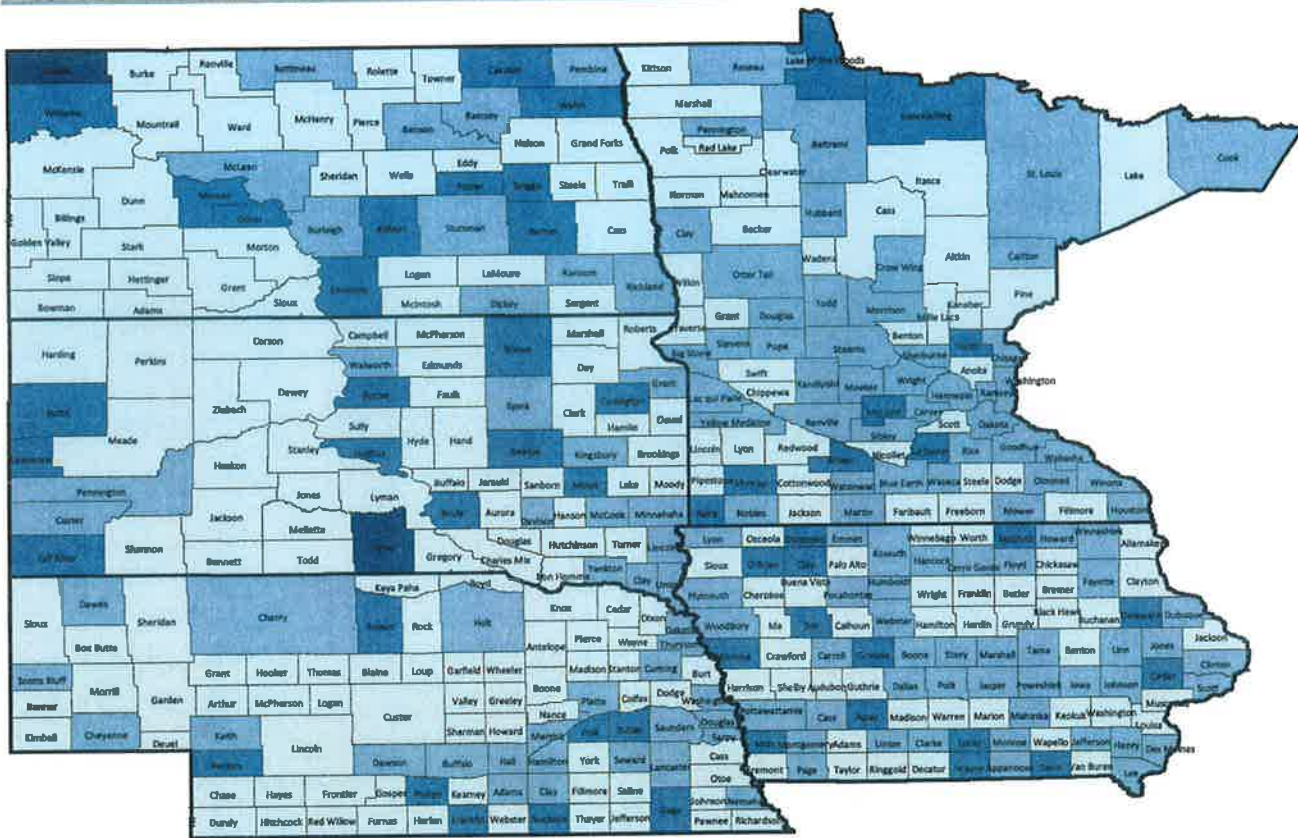 Burke
Renville
Bottineau
Rolette
Towner
Cavalier
Pembina
Williams
Mountrail
Ward
McHenry
Pierce
Benson
Ramsey
Walsh
Nelson
Grand Forks
McKenzie
McLean
Sheridan
Wells
Eddy
Foster
Griggs
Steele
Traill
Dunn
Mercer
Oliver
Billings
Golden Valley
Stark
Morton
Burleigh
Kidder
Stutsman
Barnes
Cass
Slope
Hettinger
Grant
Sioux
Emmons
Logan
LaMoure
Ransom
Richland
Bowman
Adams
McIntosh
Dickey
Sargent
Kittson
Roseau
Lake of the Woods
Koochiching
Marshall
Pennington
Red Lake
Polk
Beltrami
Clearwater
St. Louis
Lake
Cook
Norman
Mahnomen
Hubbard
Cass
Itasca
Clay
Becker
Wadena
Crow Wing
Aitkin
Carlton
Wilkin
Otter Tail
Todd
Morrison
Mille Lacs
Kanabec
Pine
Traverse
Grant
Douglas
Benton
Big Stone
Stevens
Pope
Stearns
Sherburne
Chisago
Anoka
Washington
Swift
Chippewa
Kandiyohi
Meeker
Wright
Hennepin
Ramsey
Lac qui Parle
Yellow Medicine
Renville
McLeod
Carver
Scott
Dakota
Sibley
Lincoln
Lyon
Redwood
Brown
Nicollet
Le Sueur
Rice
Goodhue
Wabasha
Pipestone
Murray
Cottonwood
Watonwan
Blue Earth
Waseca
Steele
Dodge
Olmsted
Winona
Rock
Nobles
Jackson
Martin
Faribault
Freeborn
Mower
Fillmore
Houston
Harding
Perkins
Corson
Campbell
McPherson
Brown
Marshall
Roberts
Walworth
Edmunds
Day
Dewey
Ziebach
Butte
Meade
Potter
Faulk
Spink
Clark
Codington
Grant
Hamlin
Deuel
Lawrence
Sully
Hyde
Hand
Haakon
Stanley
Hughes
Beadle
Kingsbury
Brookings
Pennington
Jones
Lyman
Buffalo
Jerauld
Sanborn
Miner
Lake
Moody
Custer
Jackson
Mellette
Brule
Aurora
Davison
Hanson
McCook
Minnehaha
Fall River
Shannon
Bennett
Todd
Tripp
Gregory
Douglas
Charles Mix
Hutchinson
Turner
Lincoln
Bon Homme
Yankton
Clay
Union
Sioux
Dawes
Sheridan
Cherry
Keya Paha
Boyd
Brown
Rock
Holt
Knox
Cedar
Dixon
Dakota
Box Butte
Antelope
Pierce
Wayne
Thurston
Scotts Bluff
Morrill
Garden
Grant
Hooker
Thomas
Blaine
Loup
Garfield
Wheeler
Boone
Madison
Stanton
Cuming
Burt
Banner
Arthur
McPherson
Logan
Custer
Valley
Greeley
Nance
Platte
Colfax
Dodge
Washington
Kimball
Cheyenne
Deuel
Keith
Lincoln
Sherman
Howard
Merrick
Polk
Butler
Saunders
Douglas
Sarpy
Perkins
Dawson
Buffalo
Hall
Hamilton
York
Seward
Lancaster
Cass
Otoe
Chase
Hayes
Frontier
Gosper
Phelps
Kearney
Adams
Clay
Fillmore
Saline
Gage
Johnson
Nemaha
Dundy
Hitchcock
Red Willow
Furnas
Harlan
Franklin
Webster
Nuckolls
Thayer
Jefferson
Pawnee
Richardson
Lyon
Osceola
Dickinson
Emmet
Kossuth
Winnebago
Worth
Mitchell
Howard
Winneshiek
Allamakee
Sioux
O'Brien
Clay
Palo Alto
Hancock
Cerro Gordo
Floyd
Chickasaw
Plymouth
Cherokee
Buena Vista
Pocahontas
Humboldt
Wright
Franklin
Butler
Bremer
Fayette
Clayton
Woodbury
Ida
Sac
Calhoun
Webster
Hamilton
Hardin
Grundy
Black Hawk
Buchanan
Delaware
Dubuque
Crawford
Carroll
Greene
Boone
Story
Marshall
Tama
Benton
Linn
Jones
Jackson
Clinton
Harrison
Shelby
Audubon
Guthrie
Dallas
Polk
Jasper
Poweshiek
Iowa
Johnson
Cedar
Scott
Pottawattamie
Cass
Adair
Madison
Warren
Marion
Mahaska
Keokuk
Washington
Louisa
Mills
Montgomery
Adams
Union
Clarke
Lucas
Monroe
Wapello
Jefferson
Henry
Des Moines
Fremont
Page
Taylor
Ringgold
Decatur
Wayne
Appanoose
Davis
Van Buren
Lee